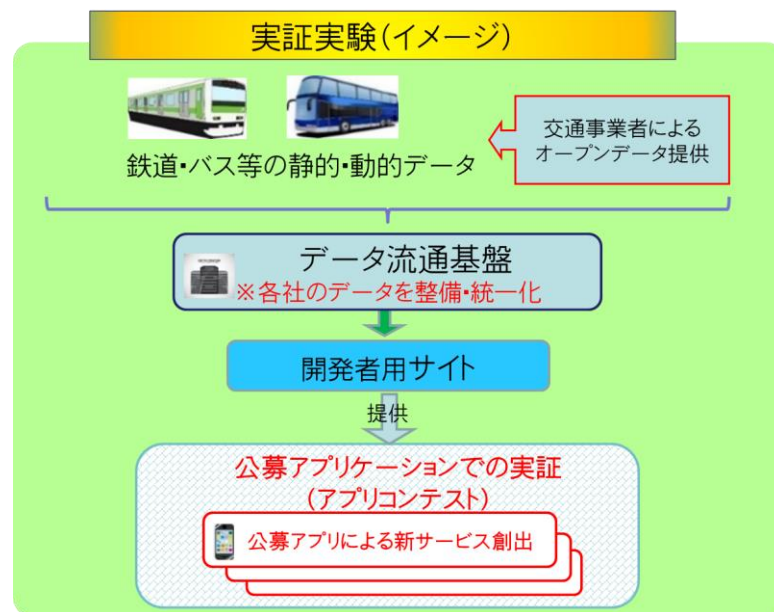 実証実験(イメージ)
交通事業者による
オープンデータ提供
鉄道・バス等の静的・動的データ
データ流通基盤
※各社のデータを整備・統一化
開発者用サイト
提供
公募アプリケーションでの実証
(アプリコンテスト)
公募アプリによる新サービス創出